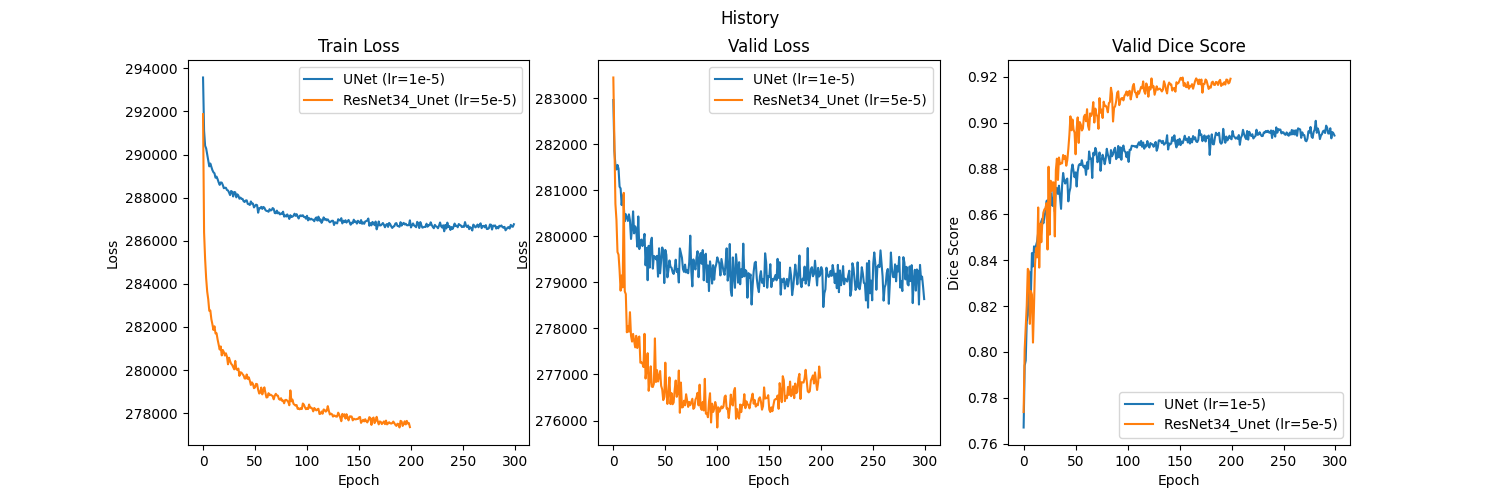 History
Train Loss
294000
292000
290000
288000
286000
284000
282000
280000
278000
Loss
0 50 100 150 200 250 300
Epoch
UNet (lr=1e-5)
ResNet34_Unet (lr=5e-5)
Valid Loss
283000
282000
281000
280000
279000
278000
277000
276000
Loss
0 50 100 150 200 250 300
Epoch
UNet (lr=1e-5)
ResNet34_Unet (lr=5e-5)
Valid Dice Score
0.92
0.90
0.88
0.86
0.84
0.82
0.80
0.78
0.76
Dice Score
0 50 100 150 200 250 300
Epoch
UNet (lr=1e-5)
ResNet34_Unet (lr=5e-5)